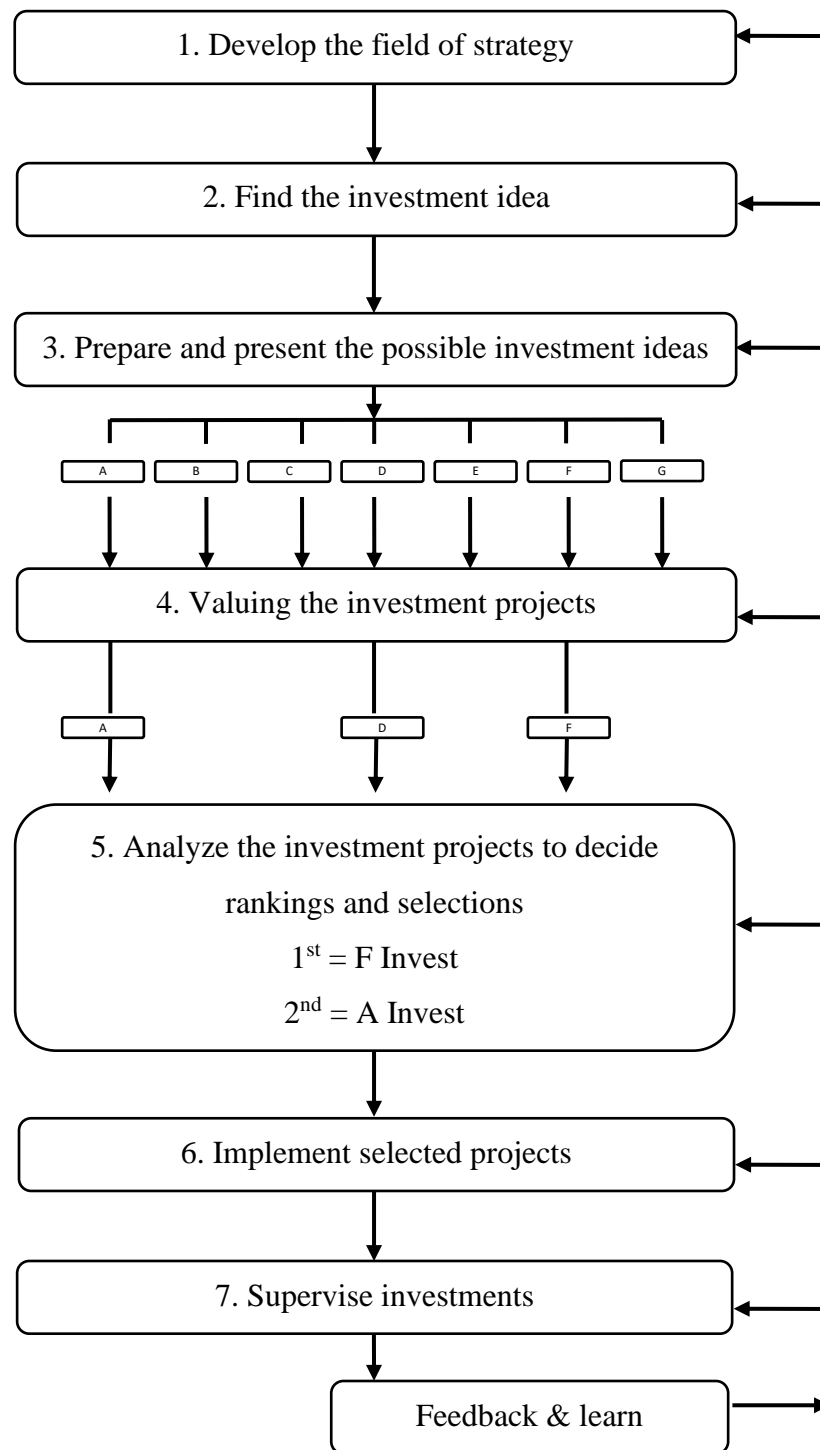 1. Develop the field of strategy
2. Find the investment idea
3. Prepare and present the possible investment ideas
A B C D E F G
4. Valuing the investment projects
A D F
5. Analyze the investment projects to decide
rankings and selections
1st = F Invest
2nd = A Invest
6. Implement selected projects
7. Supervise investments
Feedback & learn